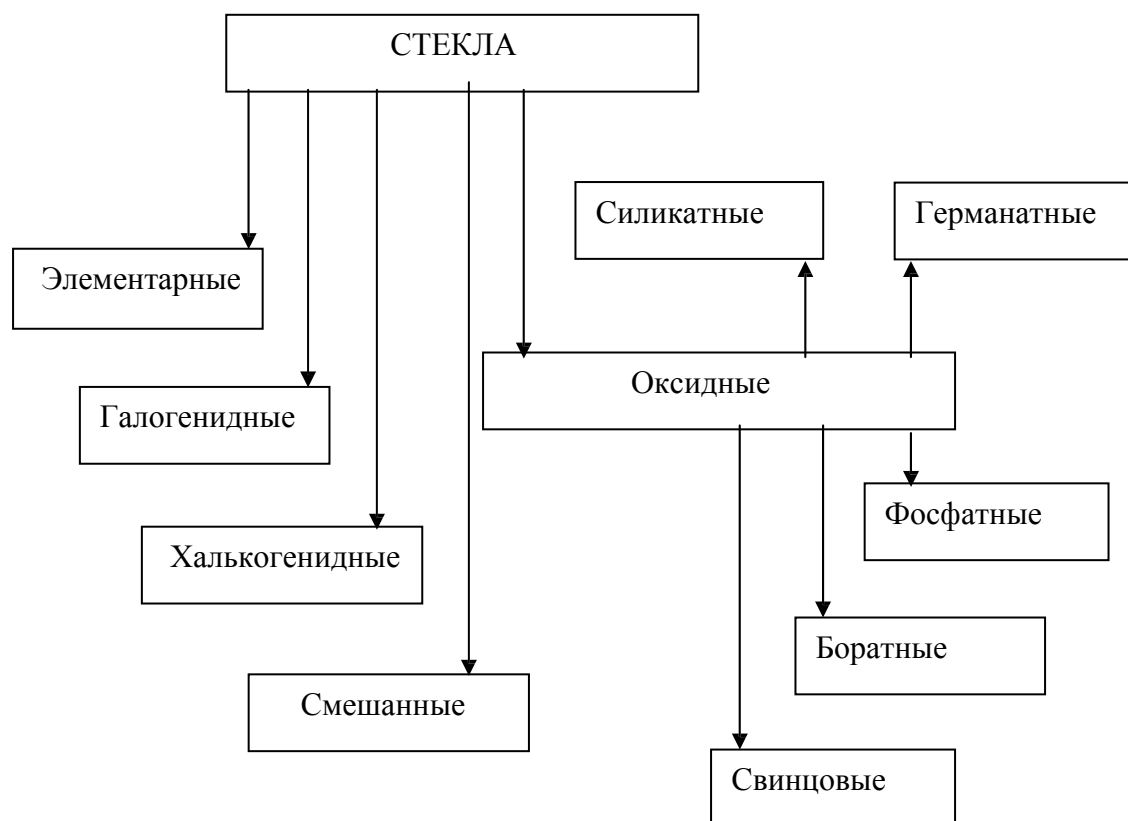 СТЕКЛА
Силикатные
Германатные
Элементарные
Оксидные
Галогенидные
Фосфатные
Халькогенидные
Боратные
Смешанные
Свинцовые